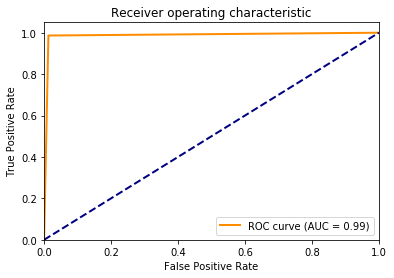 Receiver operating characteristic
True Positive Rate
1.0
0.8
0.6
0.4
0.2
0.0
ROC curve (AUC = 0.99)
0.0 0.2 0.4 0.6 0.8 1.0
False Positive Rate